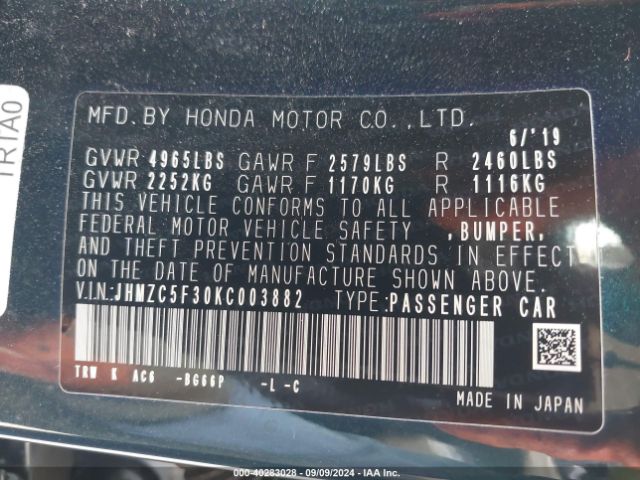 TRTA0
MFD.BY HONDA MOTOR CO.,LTD.
6/'19
GVWR 4965LBS GAWR F 2579LBS R 2460LBS
GVWR 2252KG GAWR F 1170KG R 1116KG
THIS VEHICLE CONFORMS TO ALL APPLICABLE
FEDERAL MOTOR VEHICLE SAFETY ,BUMPER,
AND THEFT PREVENTION STANDARDS IN EFFECT
ON THE DATE OF MANUFACTURE SHOWN ABOVE.
V.I.N:JHMZC5F30KC003882 TYPE:PASSENGER CAR
TRW K AC6 -BG66P -L -C
MADE IN JAPAN
000-40283028 - 09/09/2024 - IAA Inc.